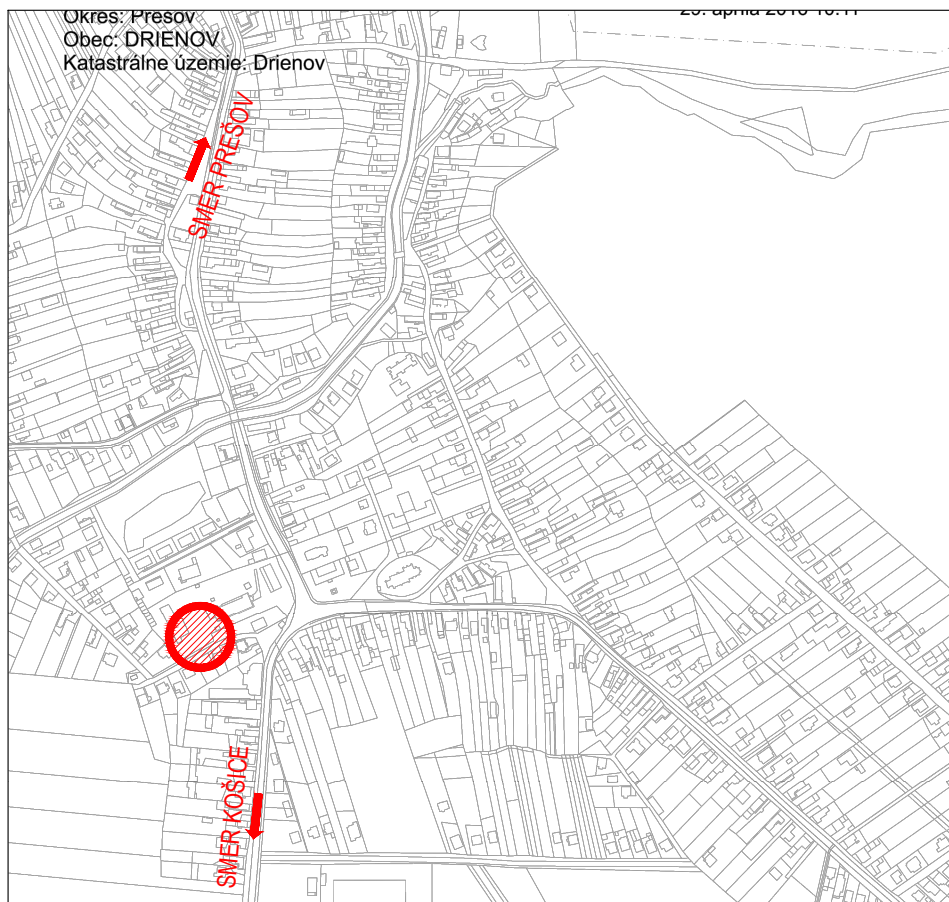 Okres: Prešov
Obec: DRIENOV
Katastrálne územie: Drienov
SMER PREŠOV
SMER KOŠICE